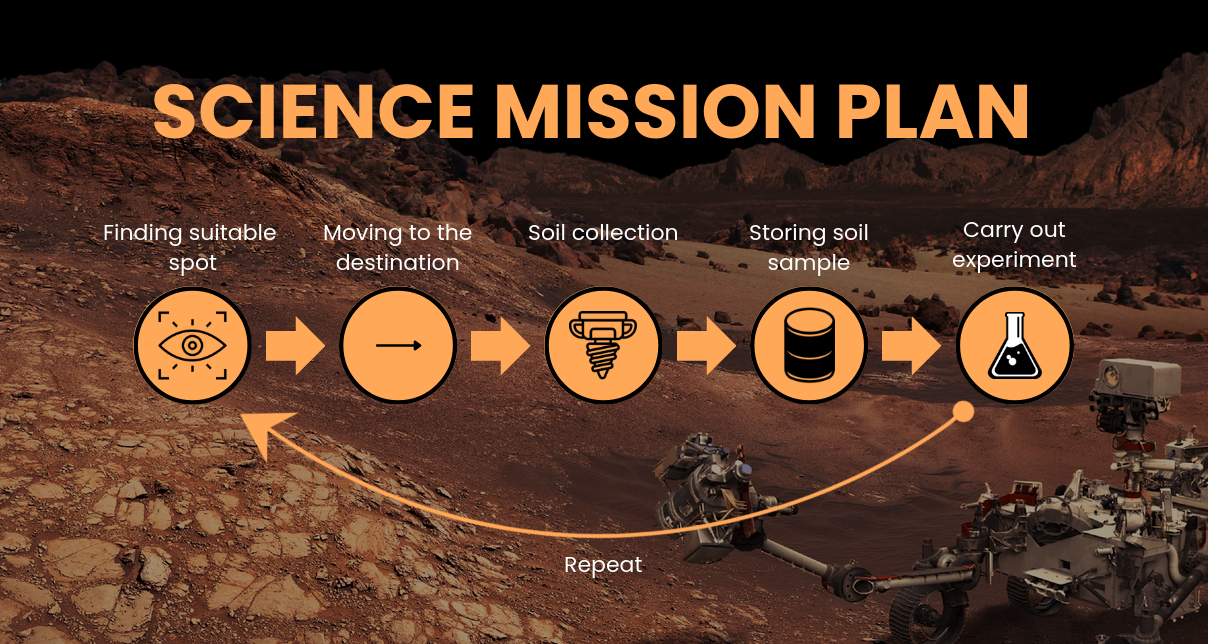 SCIENCE MISSION PLAN
Finding suitable
spot
Moving to the
destination
Soil collection
Storing soil
sample
Carry out
experiment
Repeat